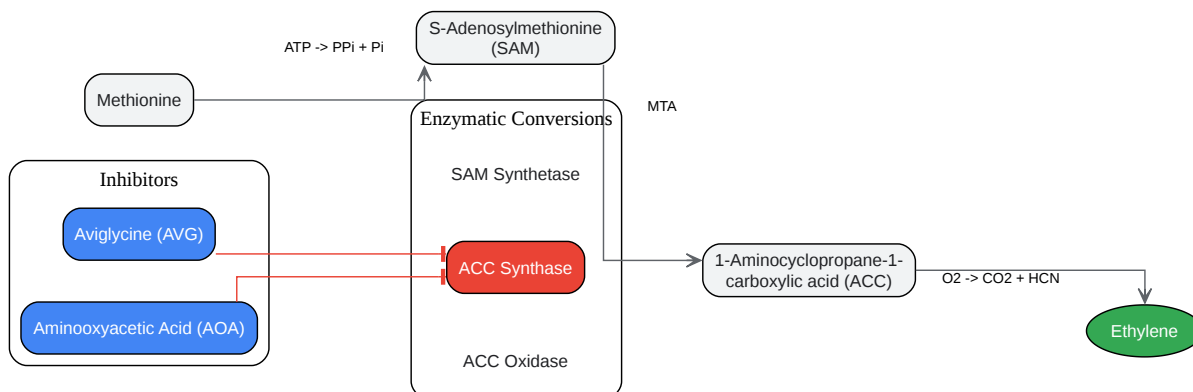 S-Adenosylmethionine
(SAM)
ATP -> PPi + Pi
Methionine
MTA
Enzymatic Conversions
SAM Synthetase
Inhibitors
Aviglycine (AVG)
ACC Synthase
1-Aminocyclopropane-1-
carboxylic acid (ACC)
O2 -> CO2 + HCN
Aminooxyacetic Acid (AOA)
Ethylene
ACC Oxidase